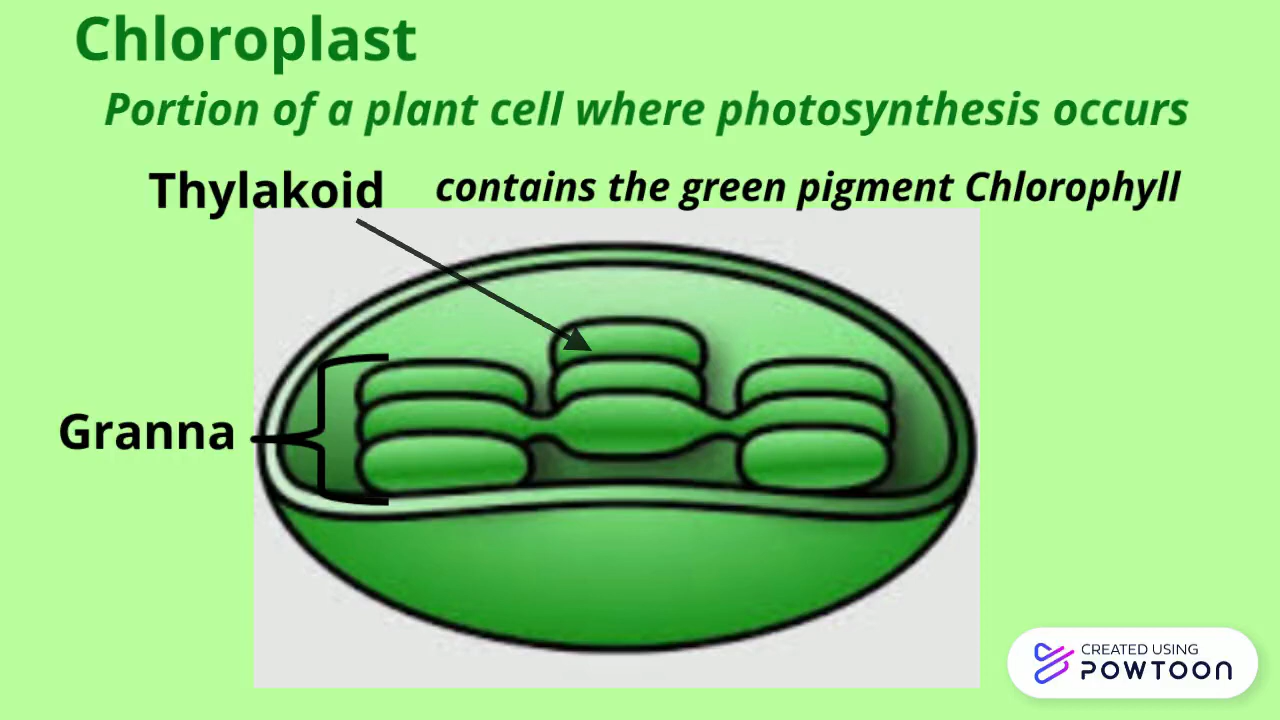 Chloroplast
Portion of a plant cell where photosynthesis occurs
Thylakoid contains the green pigment Chlorophyll
Granna
CREATED USING
POWTOON